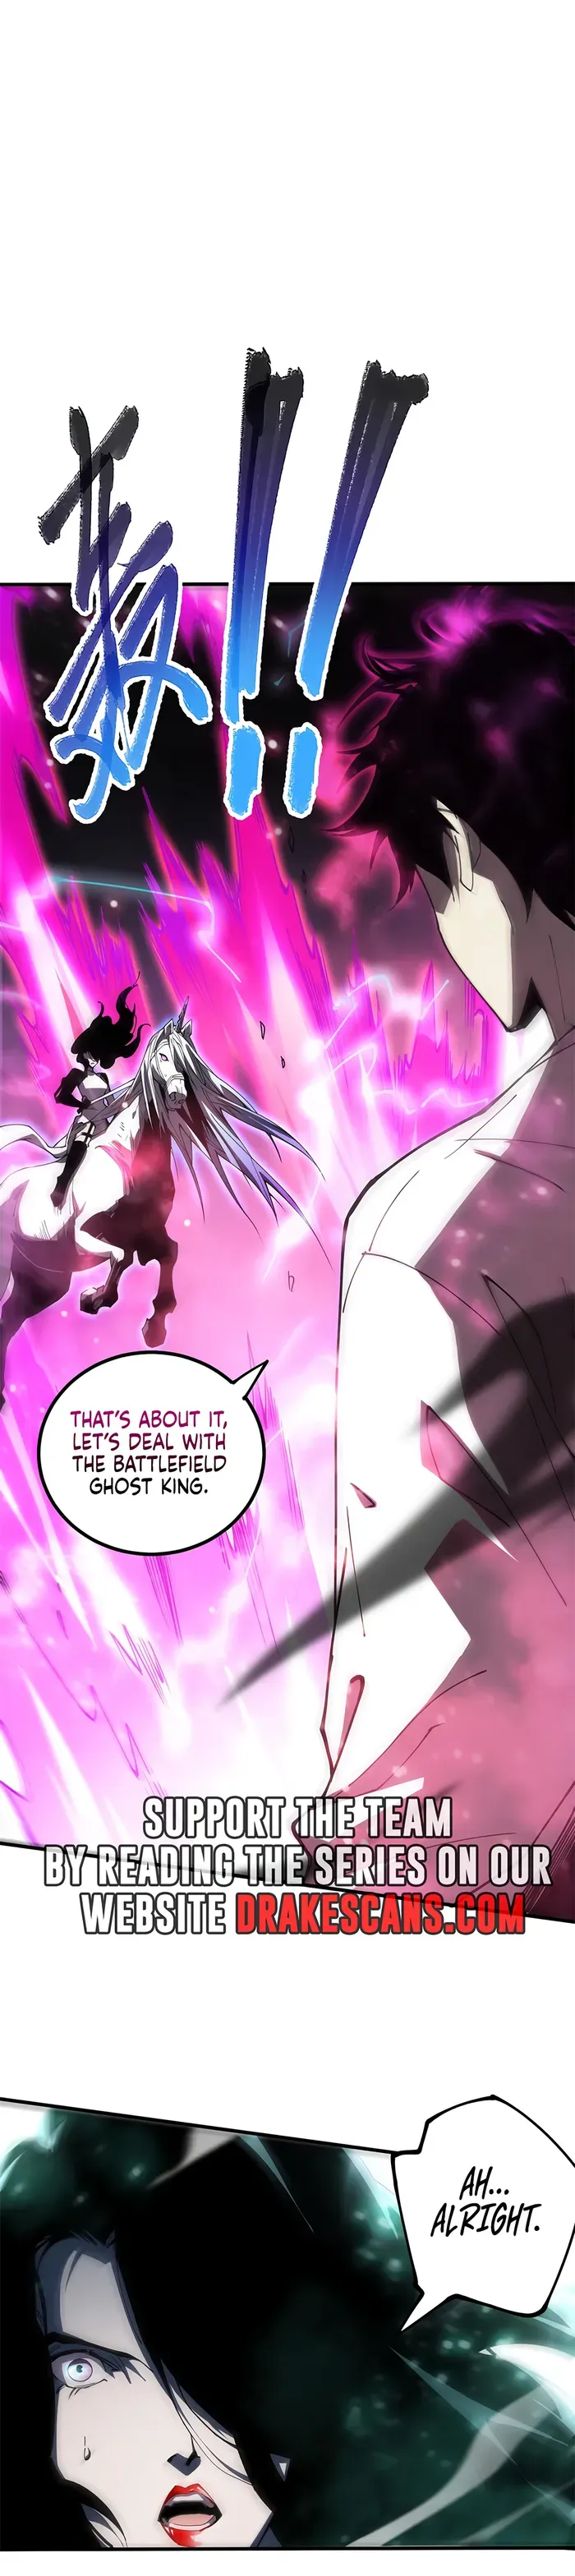 !!
THAT'S ABOUT IT,
LET'S DEAL WITH
THE BATTLEFIELD
GHOST KING.
SUPPORT THE TEAM
BY READING THE SERIES ON OUR
WEBSITE DRAKESCANS.COM
AH...
ALRIGHT.